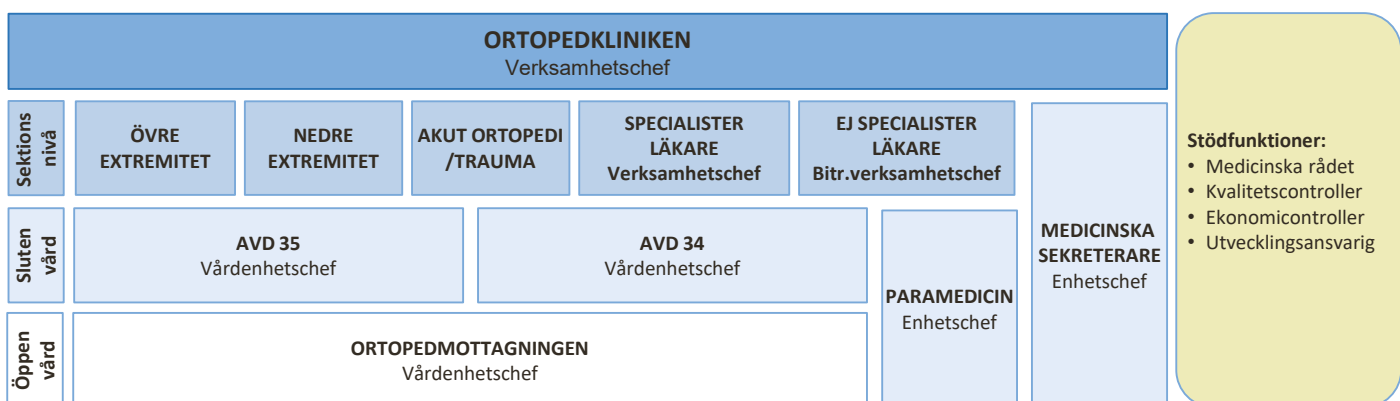 ORTOPEDKLINIKEN
Verksamhetschef
Sektions
nivå
ÖVRE
EXTREMITET
NEDRE
EXTREMITET
AKUT ORTOPEDI
/TRAUMA
SPECIALISTER
LÄKARE
Verksamhetschef
EJ SPECIALISTER
LÄKARE
Bitr.verksamhetschef
Sluten
vård
AVD 35
Vårdenhetschef
AVD 34
Vårdenhetschef
PARAMEDICIN
Enhetschef
MEDICINSKA
SEKRETERARE
Enhetschef
Öppen
vård
ORTOPEDMOTTAGNINGEN
Vårdenhetschef
Stödfunktioner:
• Medicinska rådet
• Kvalitetscontroller
• Ekonomicontroller
• Utvecklingsansvarig